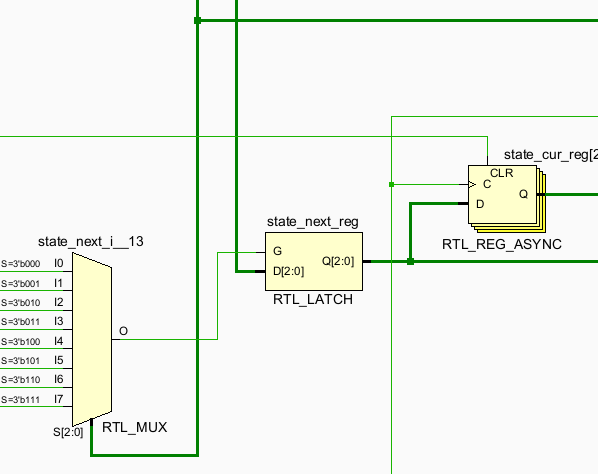 state_cur_reg[2
CLR
C
D
Q
RTL_REG_ASYNC
state_next_reg
G
D[2:0]
Q[2:0]
RTL_LATCH
state_next_i__13
S=3'b000 I0
S=3'b001 I1
S=3'b010 I2
S=3'b011 I3
S=3'b100 I4
S=3'b101 I5
S=3'b110 I6
S=3'b111 I7
O
S[2:0]
RTL_MUX